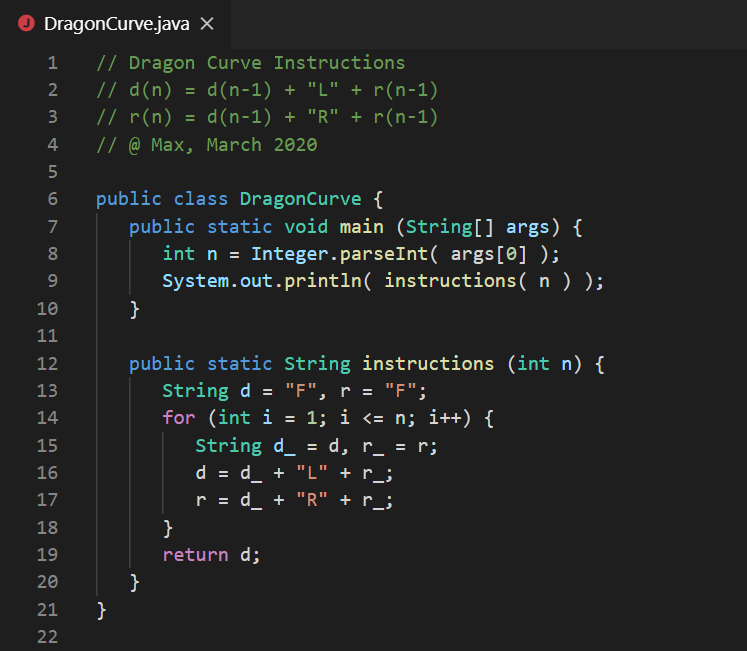 DragonCurve.java
1 // Dragon Curve Instructions
2 // d(n) = d(n-1) + "L" + r(n-1)
3 // r(n) = d(n-1) + "R" + r(n-1)
4 // @ Max, March 2020
5
6 public class DragonCurve {
7    public static void main (String[] args) {
8       int n = Integer.parseInt( args[0] );
9       System.out.println( instructions( n ) );
10    }
11
12    public static String instructions (int n) {
13       String d = "F", r = "F";
14       for (int i = 1; i <= n; i++) {
15          String d_ = d, r_ = r;
16          d = d_ + "L" + r_;
17          r = d_ + "R" + r_;
18       }
19       return d;
20    }
21 }
22